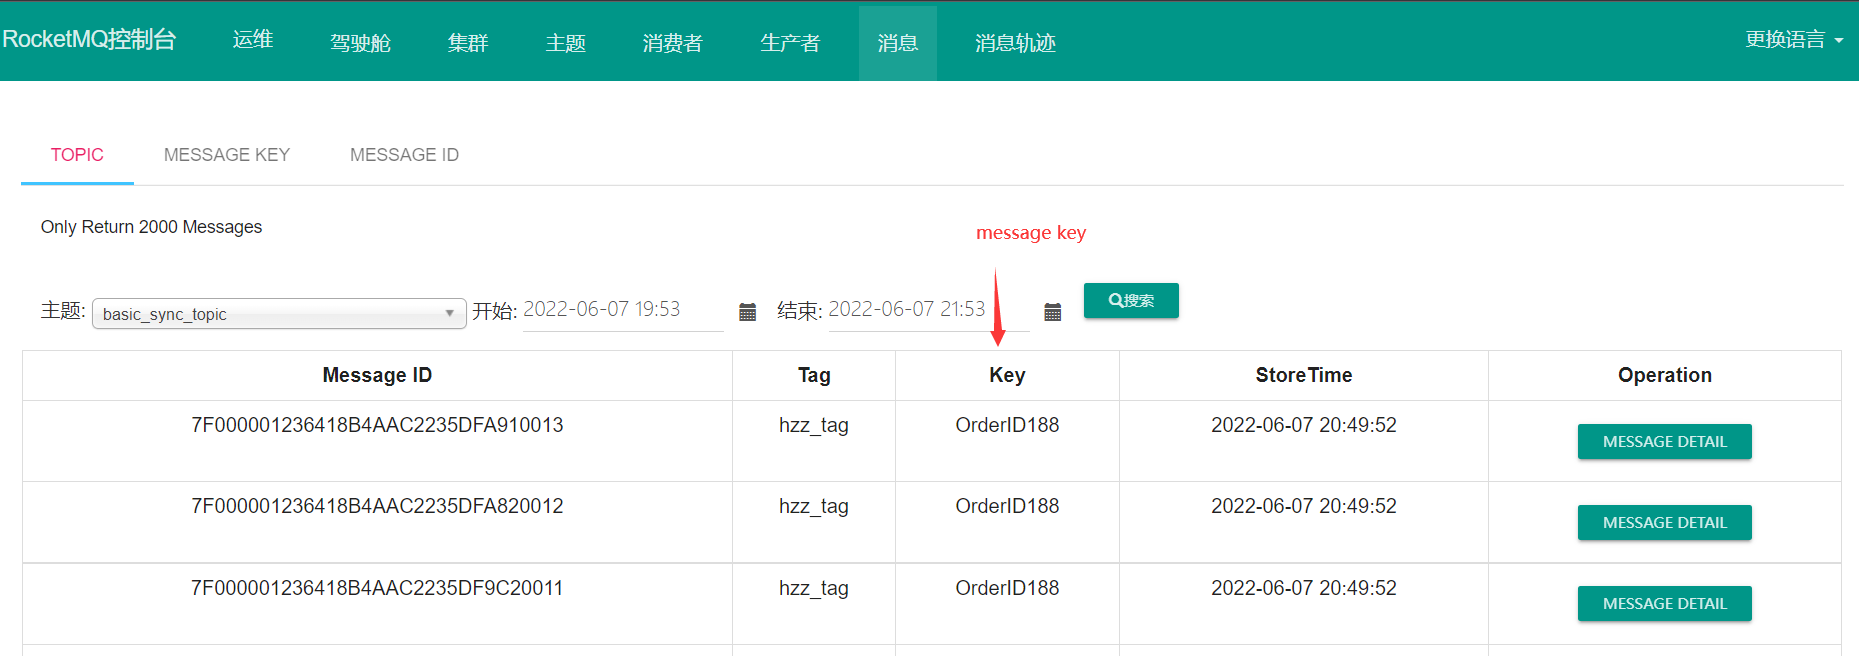 RocketMQ控制台 运维 驾驶舱 集群 主题 消费者 生产者 消息 消息轨迹 更换语言
TOPIC MESSAGE KEY MESSAGE ID
Only Return 2000 Messages
message key
主题: basic_sync_topic 开始: 2022-06-07 19:53 结束: 2022-06-07 21:53 搜索
Message ID Tag Key StoreTime Operation
7F000001236418B4AAC2235DFA910013 hzz_tag OrderID188 2022-06-07 20:49:52 MESSAGE DETAIL
7F000001236418B4AAC2235DFA820012 hzz_tag OrderID188 2022-06-07 20:49:52 MESSAGE DETAIL
7F000001236418B4AAC2235DF9C20011 hzz_tag OrderID188 2022-06-07 20:49:52 MESSAGE DETAIL